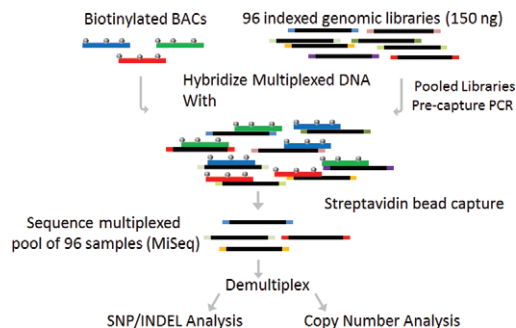 Biotinylated BACs
96 indexed genomic libraries (150 ng)
Hybridize Multiplexed DNA
With
Pooled Libraries
Pre-capture PCR
Streptavidin bead capture
Sequence multiplexed
pool of 96 samples (MiSeq)
Demultiplex
SNP/INDEL Analysis
Copy Number Analysis